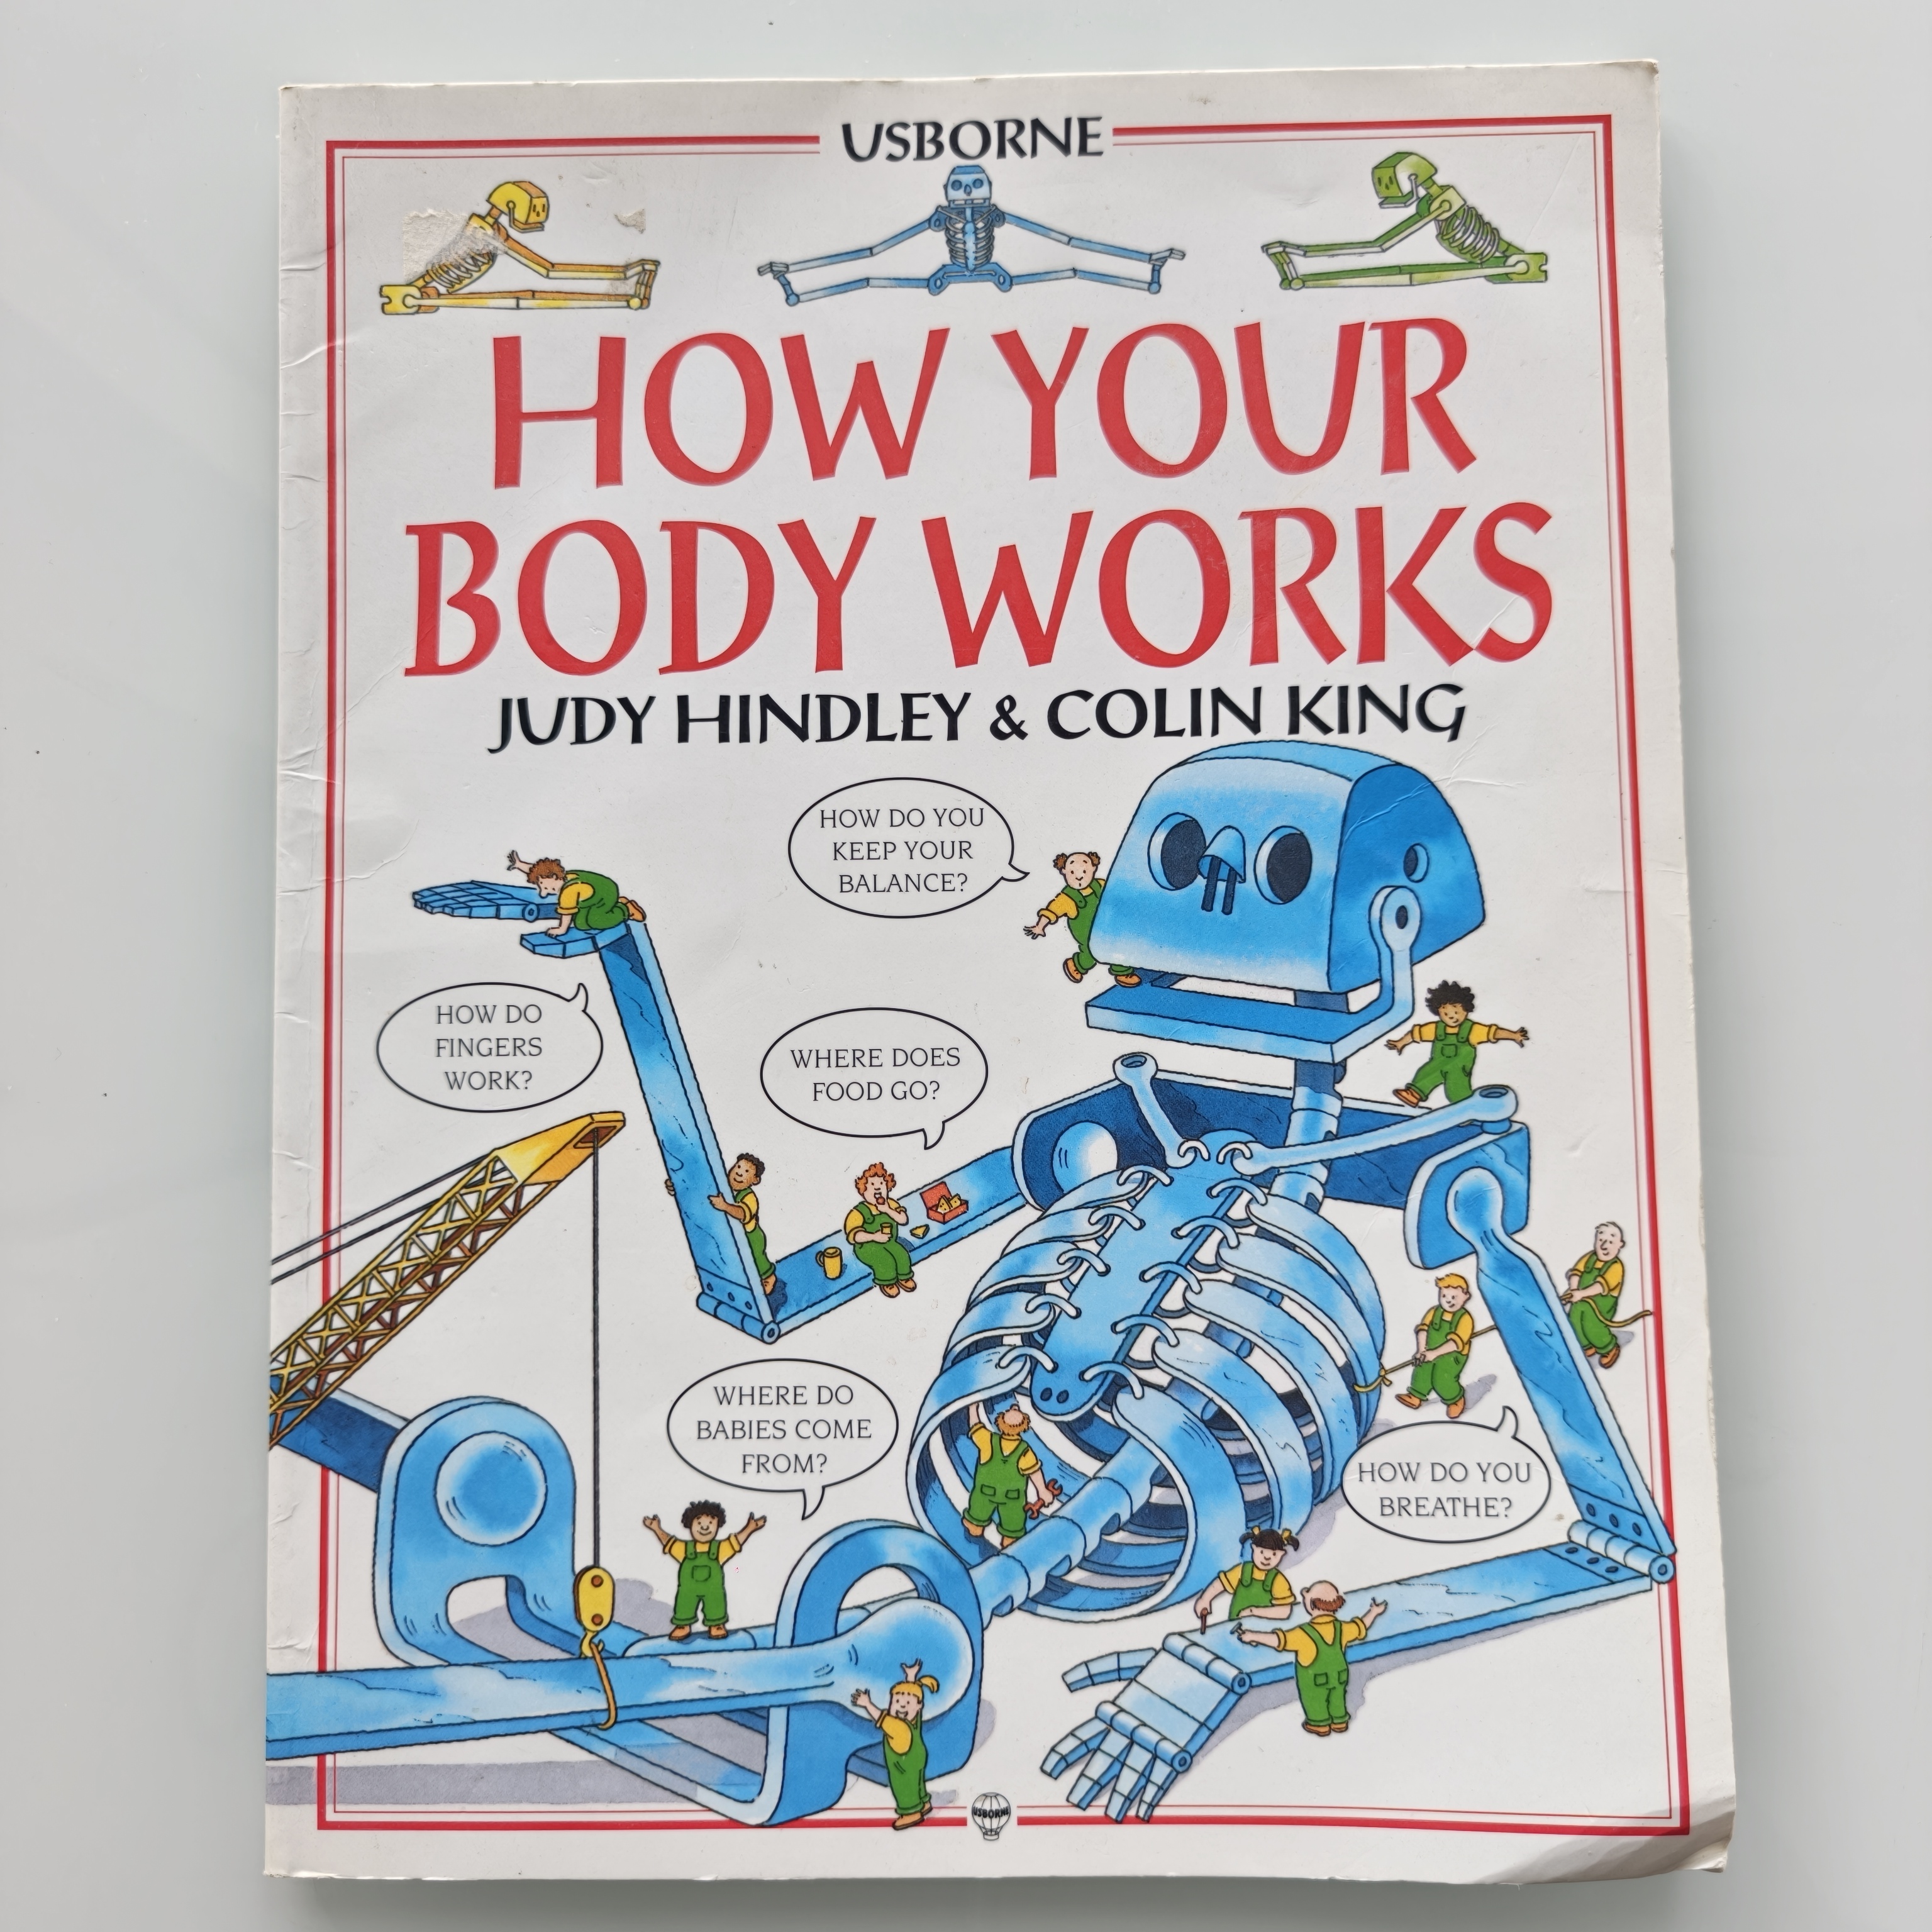 USBORNE
HOW YOUR
BODY WORKS
JUDY HINDLEY & COLIN KING
HOW DO YOU
KEEP YOUR
BALANCE?
HOW DO
FINGERS
WORK?
WHERE DOES
FOOD GO?
WHERE DO
BABIES COME
FROM?
HOW DO YOU
BREATHE?
USBORNE